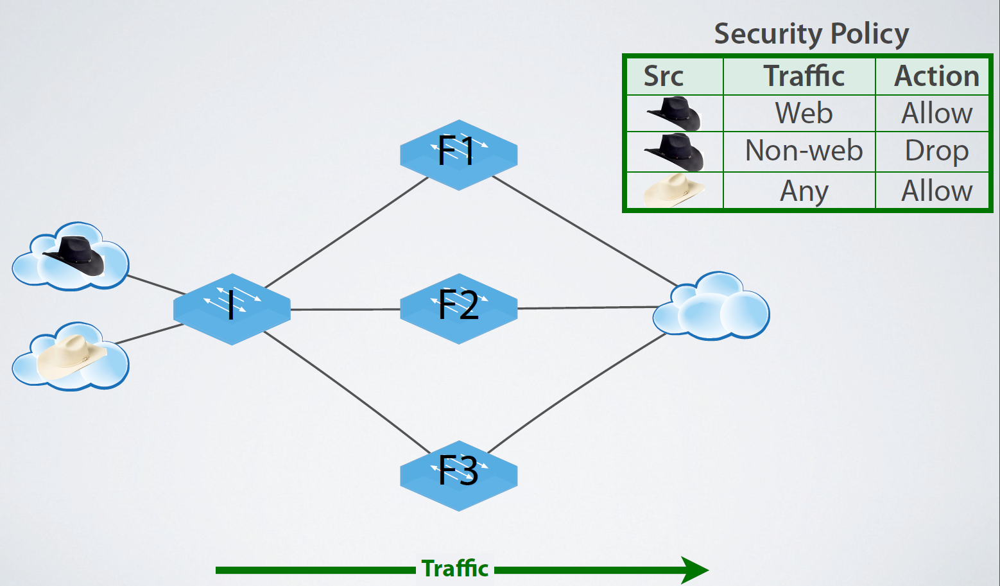 Security Policy
Src Traffic Action
Web Allow
Non-web Drop
Any Allow
F1
I
F2
F3
Traffic